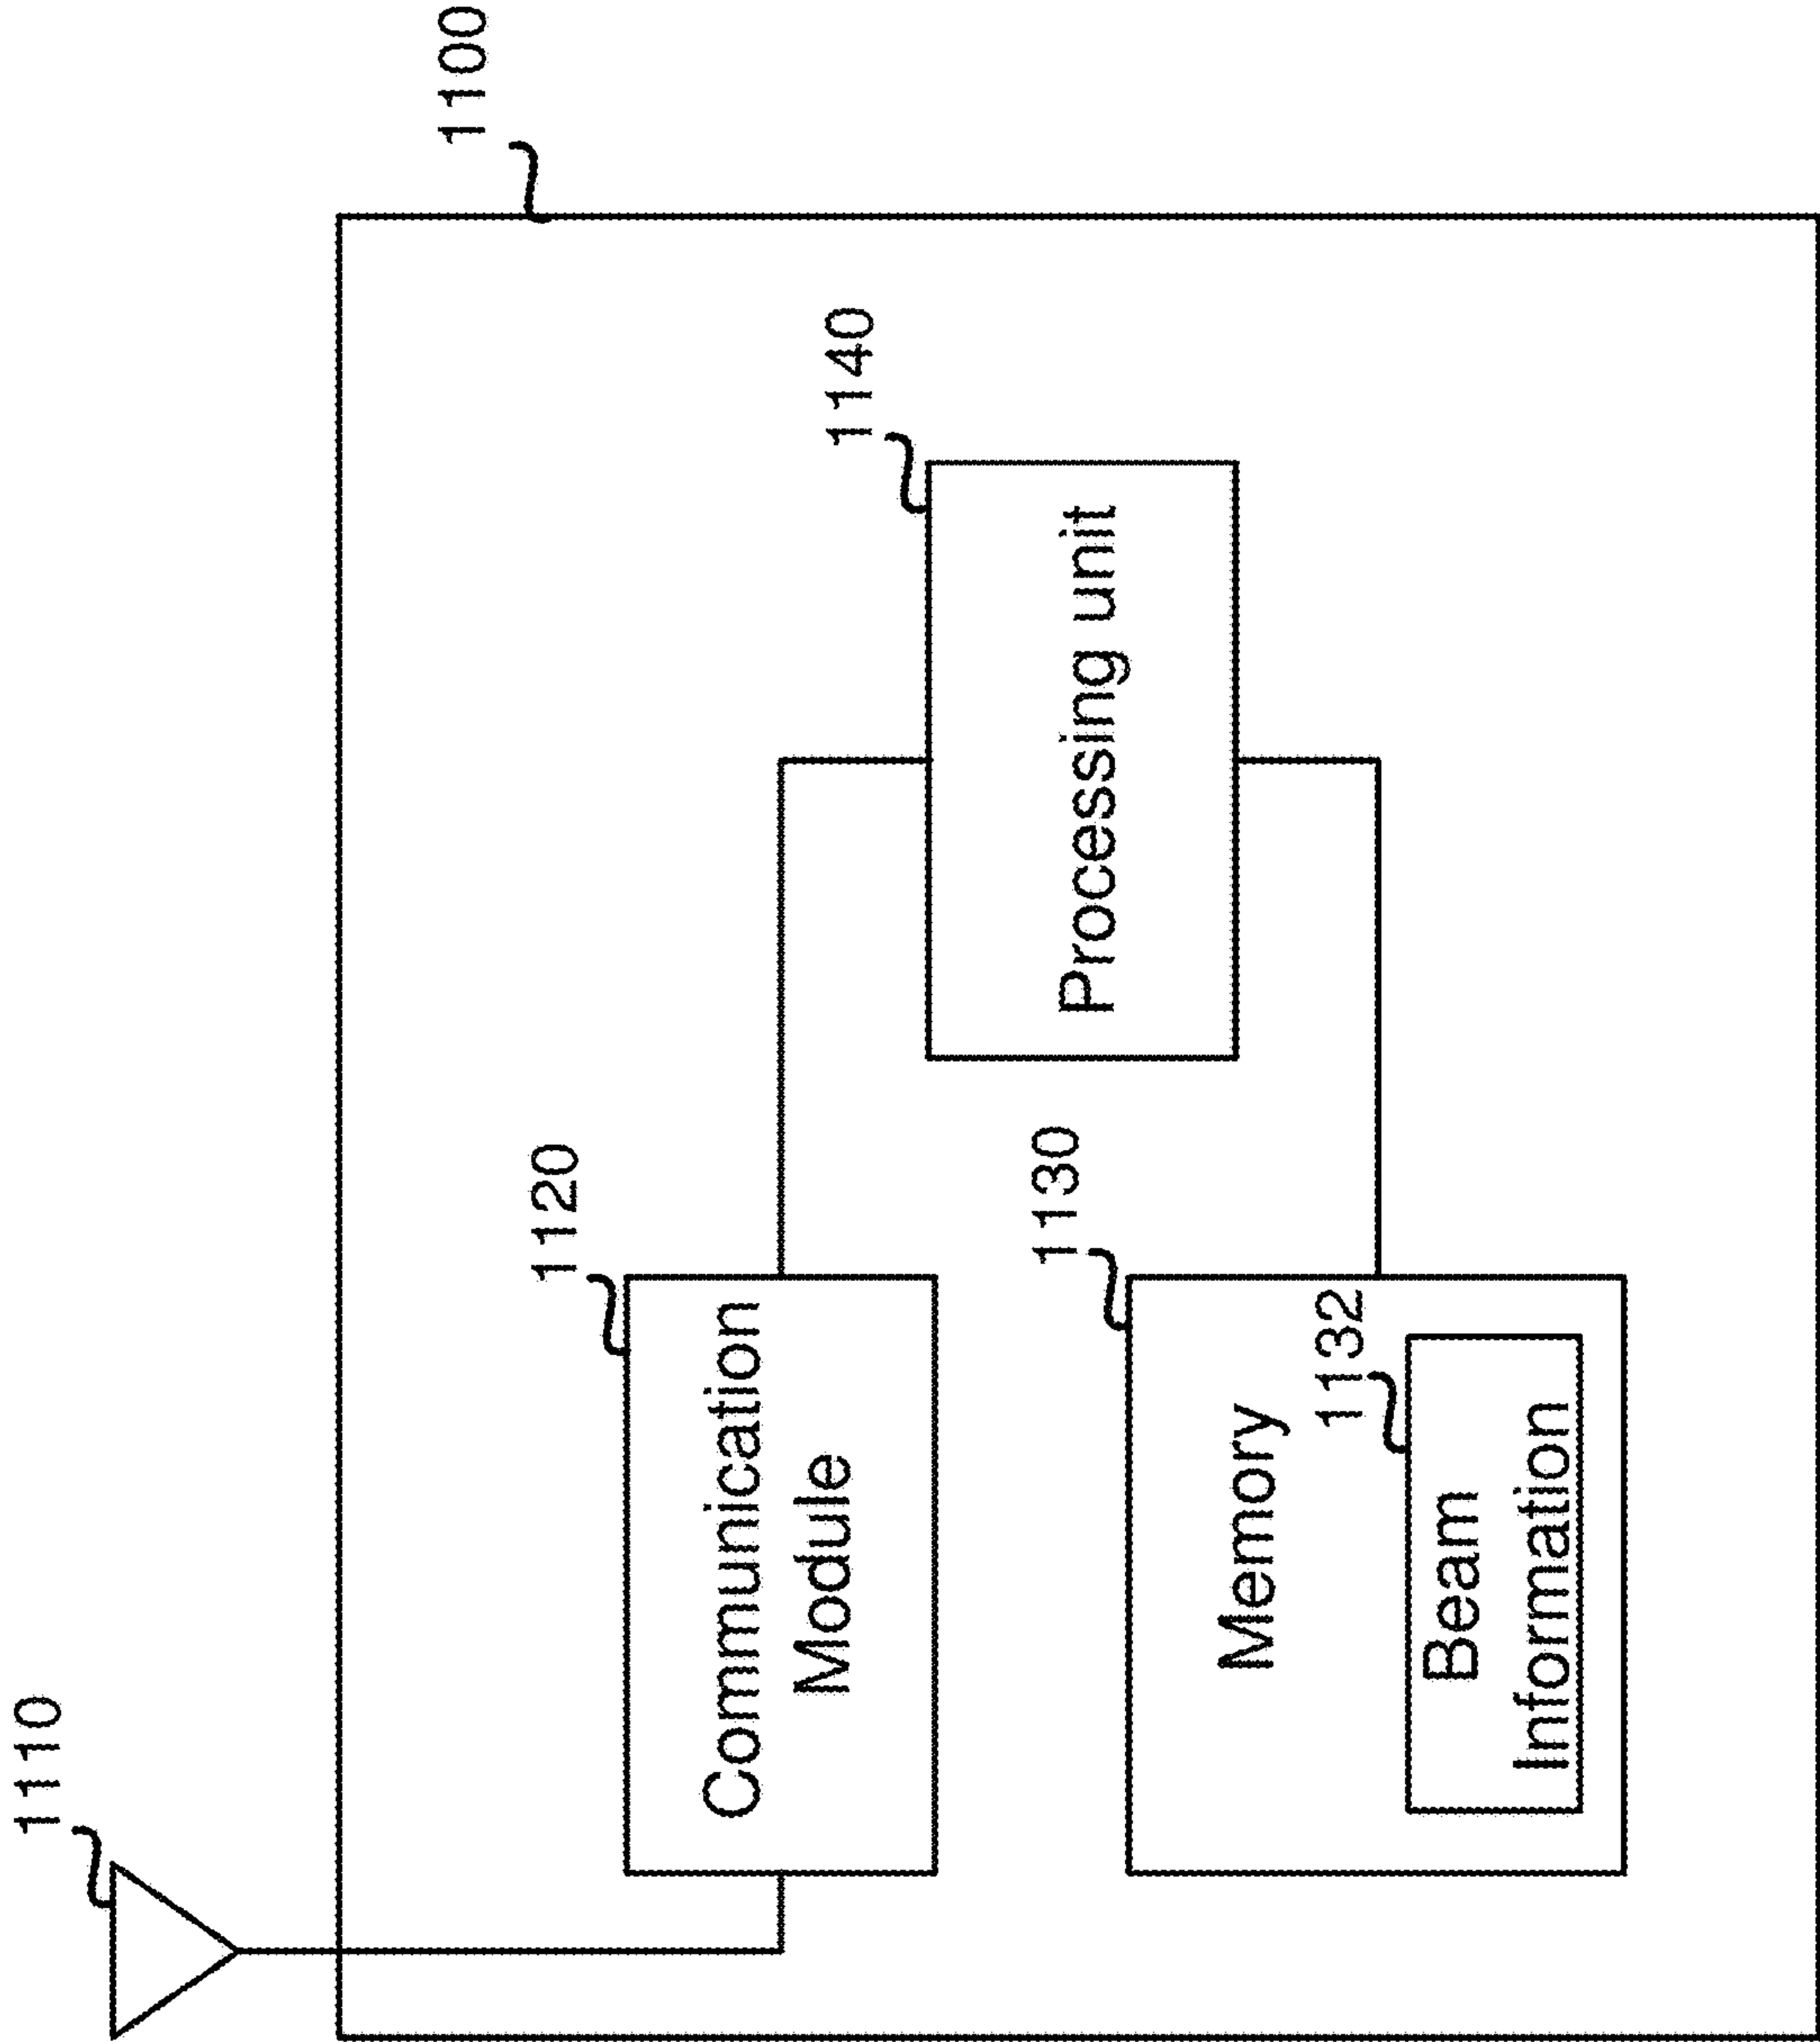 1110
1100
1120
Communication
Module
1140
Processing unit
1130
Memory
1132
Beam
Information